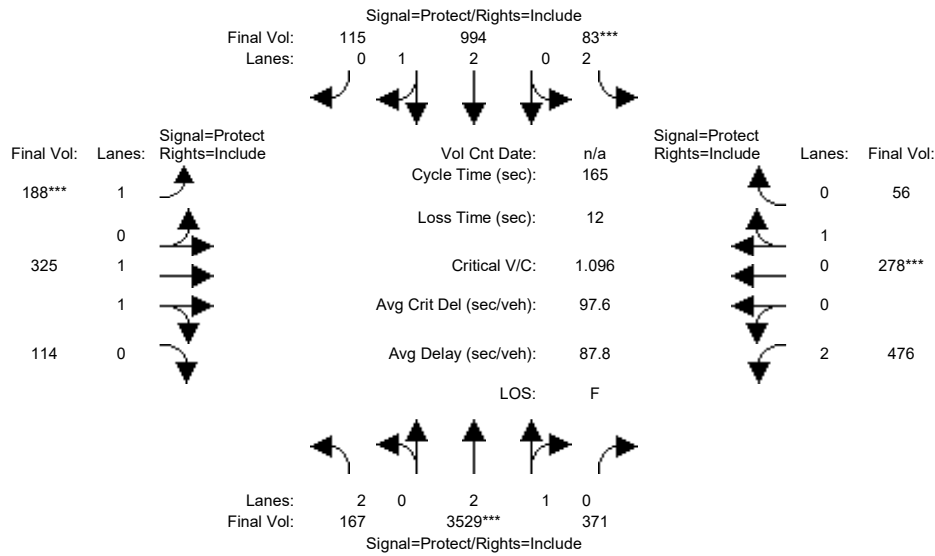 Signal=Protect/Rights=Include
Final Vol: 115 994 83***
Lanes: 0 1 2 0 2
Signal=Protect
Final Vol: Lanes: Rights=Include
Vol Cnt Date: n/a
Signal=Protect
Rights=Include Lanes: Final Vol:
Cycle Time (sec): 165
188*** 1
0 56
Loss Time (sec): 12
0
1
325 1
Critical V/C: 1.096
0 278***
1
Avg Crit Del (sec/veh): 97.6
0
114 0
Avg Delay (sec/veh): 87.8
2 476
LOS: F
Lanes: 2 0 2 1 0
Final Vol: 167 3529*** 371
Signal=Protect/Rights=Include